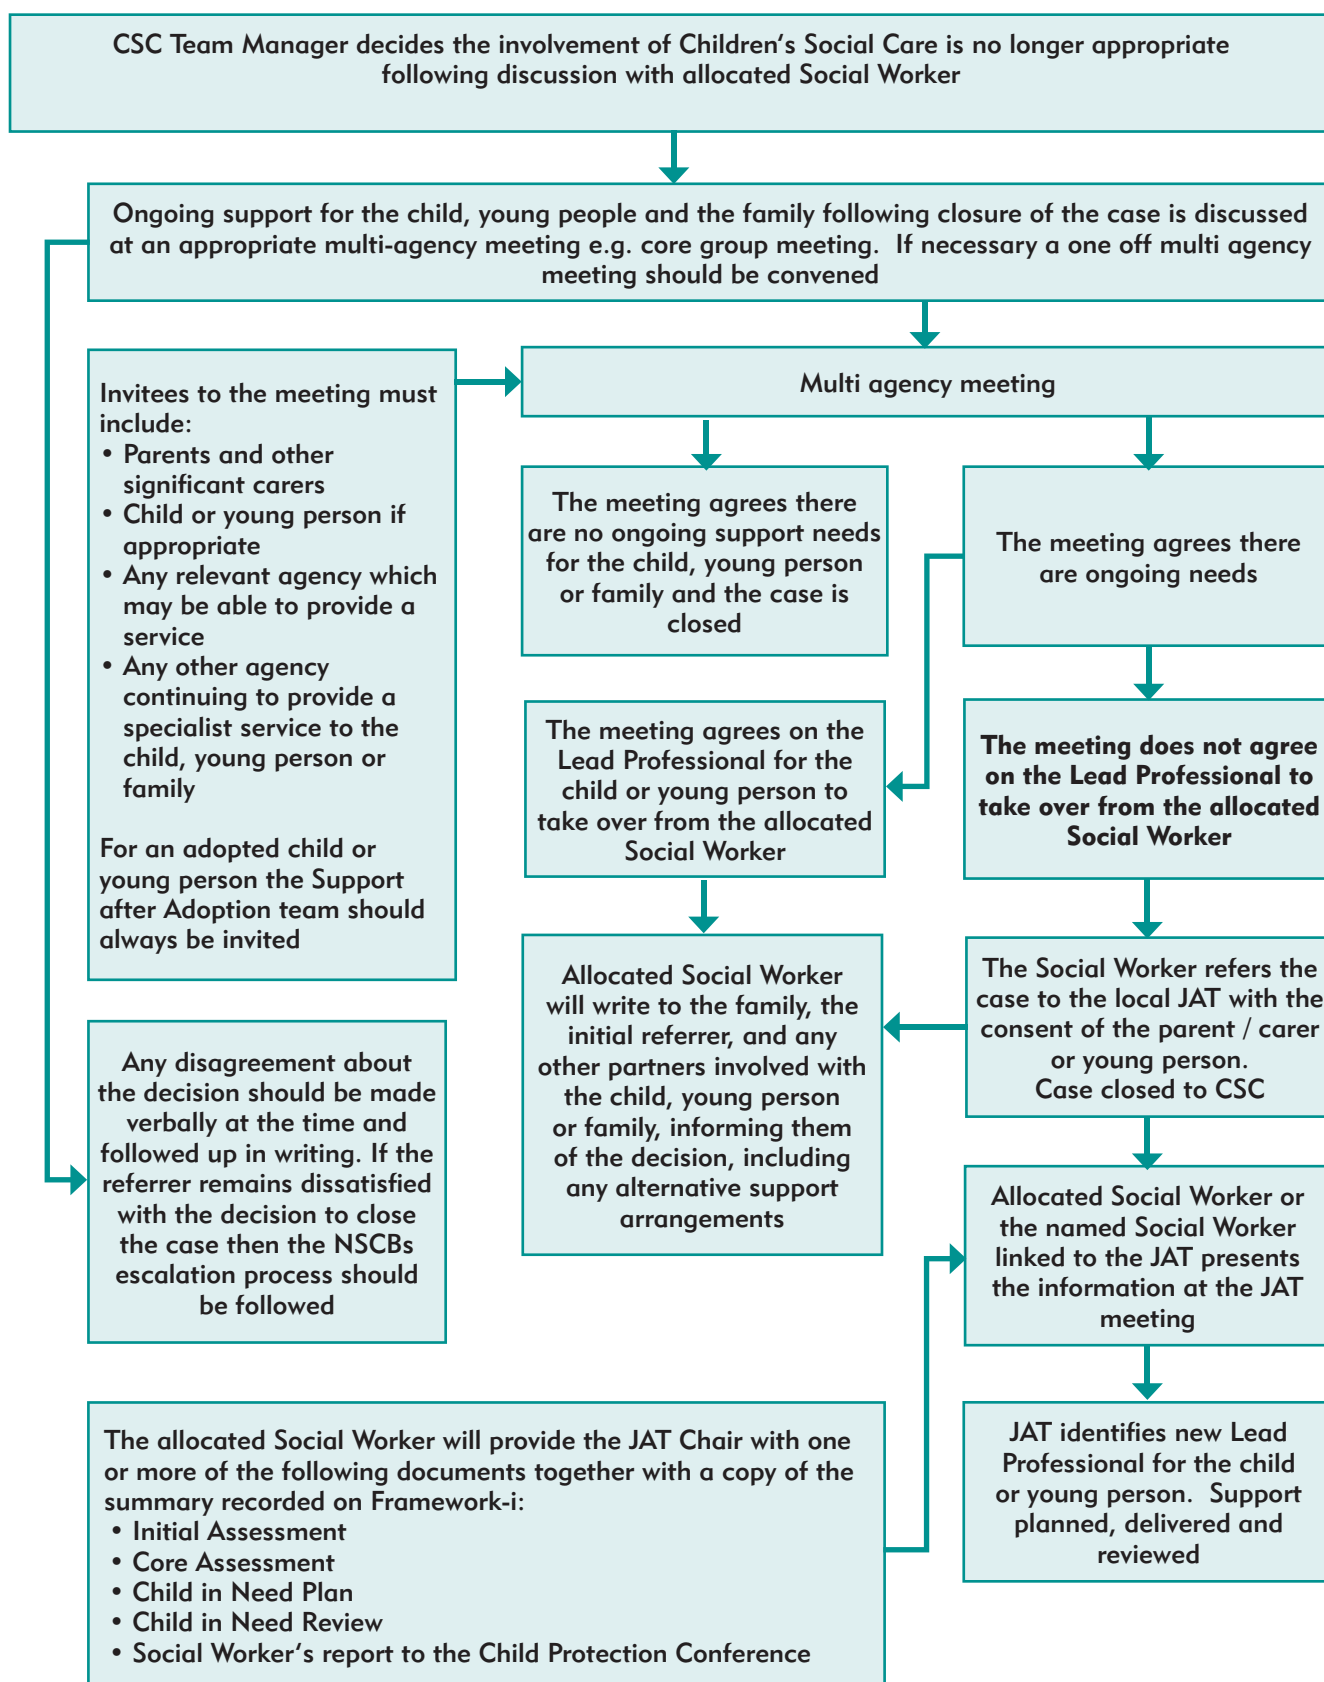 CSC Team Manager decides the involvement of Children's Social Care is no longer appropriate
following discussion with allocated Social Worker
Ongoing support for the child, young people and the family following closure of the case is discussed
at an appropriate multi-agency meeting e.g. core group meeting.  If necessary a one off multi agency
meeting should be convened
Invitees to the meeting must
include:
• Parents and other
significant carers
• Child or young person if
appropriate
• Any relevant agency which
may be able to provide a
service
• Any other agency
continuing to provide a
specialist service to the
child, young person or
family
For an adopted child or
young person the Support
after Adoption team should
always be invited
Multi agency meeting
The meeting agrees there
are no ongoing support needs
for the child, young person
or family and the case is
closed
The meeting agrees there
are ongoing needs
The meeting agrees on the
Lead Professional for the
child or young person to
take over from the allocated
Social Worker
The meeting does not agree
on the Lead Professional to
take over from the allocated
Social Worker
Any disagreement about
the decision should be made
verbally at the time and
followed up in writing. If the
referrer remains dissatisfied
with the decision to close
the case then the NSCBs
escalation process should
be followed
Allocated Social Worker
will write to the family, the
initial referrer, and any
other partners involved with
the child, young person
or family, informing them
of the decision, including
any alternative support
arrangements
The Social Worker refers the
case to the local JAT with the
consent of the parent / carer
or young person.
Case closed to CSC
Allocated Social Worker or
the named Social Worker
linked to the JAT presents
the information at the JAT
meeting
The allocated Social Worker will provide the JAT Chair with one
or more of the following documents together with a copy of the
summary recorded on Framework-i:
• Initial Assessment
• Core Assessment
• Child in Need Plan
• Child in Need Review
• Social Worker's report to the Child Protection Conference
JAT identifies new Lead
Professional for the child
or young person.  Support
planned, delivered and
reviewed